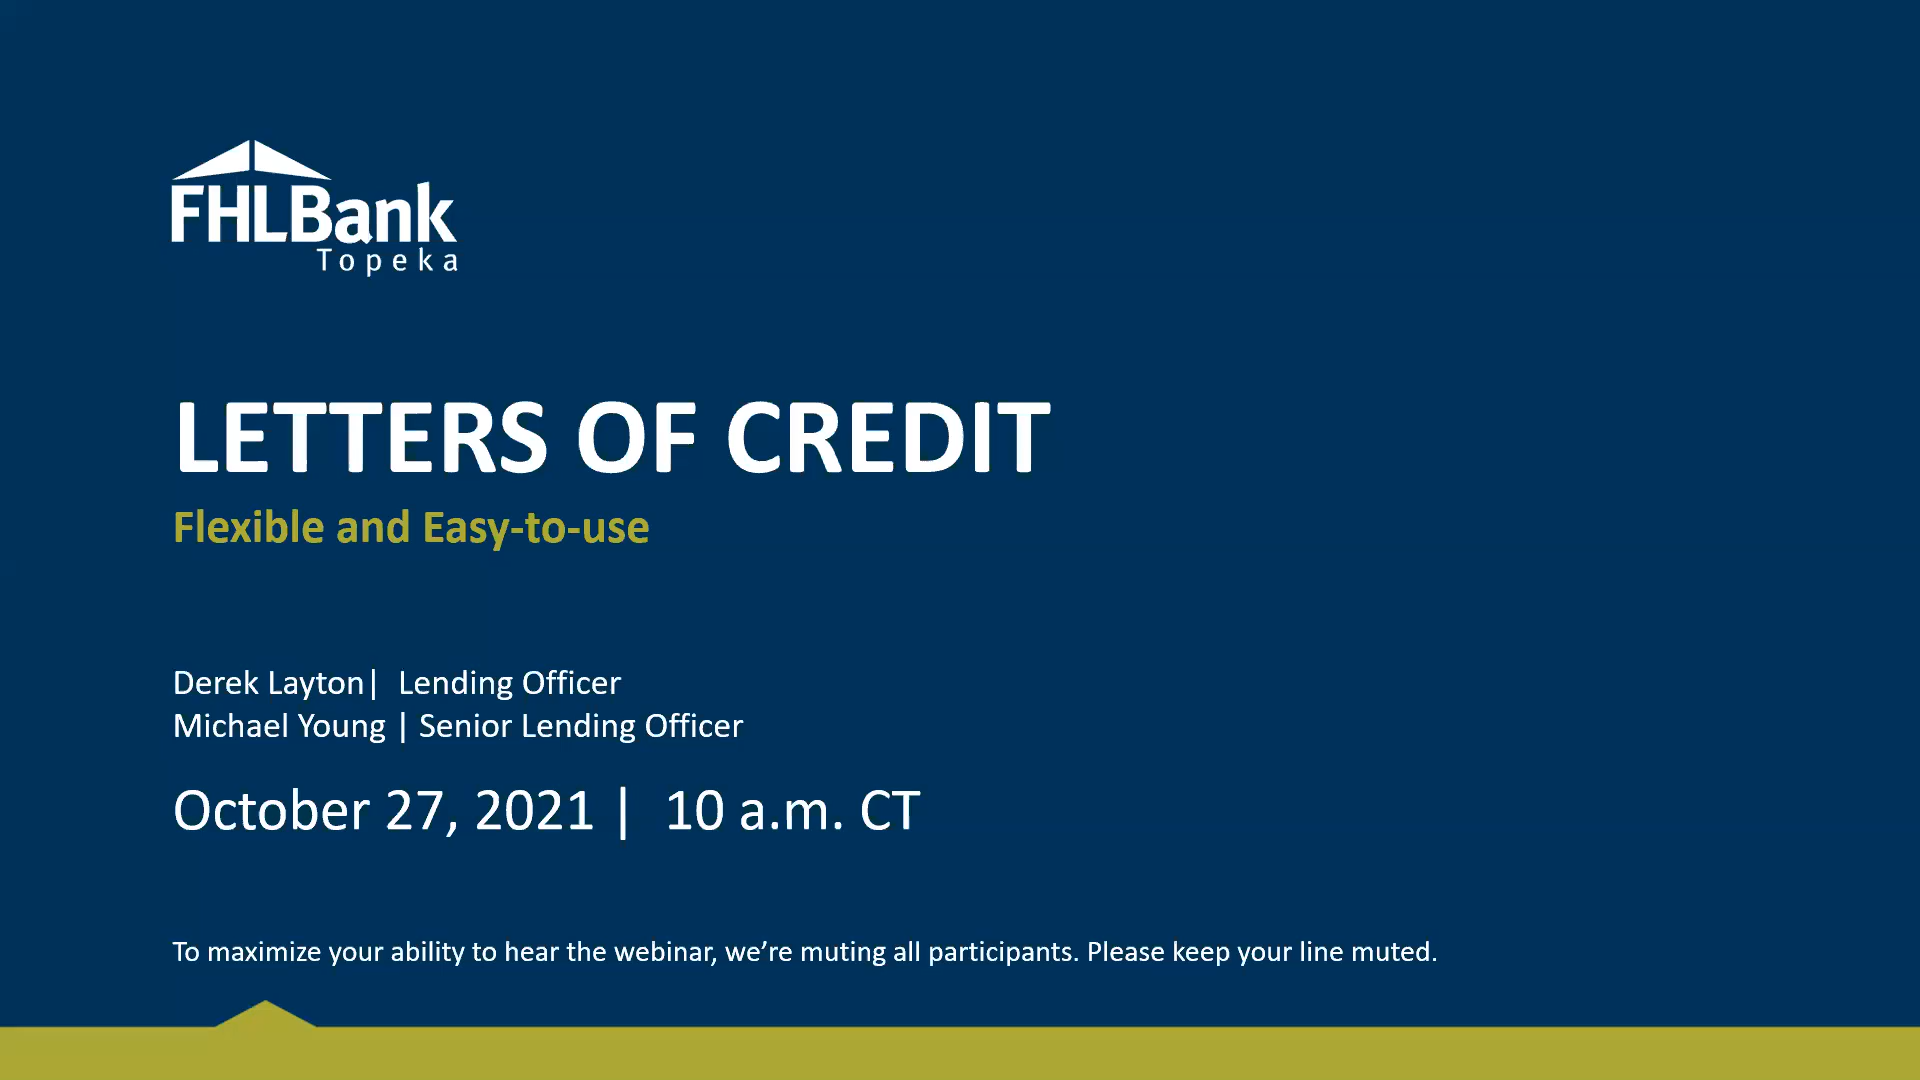 FHLBank
Topeka
LETTERS OF CREDIT
Flexible and Easy-to-use
Derek Layton| Lending Officer
Michael Young | Senior Lending Officer
October 27, 2021 | 10 a.m. CT
To maximize your ability to hear the webinar, we’re muting all participants. Please keep your line muted.